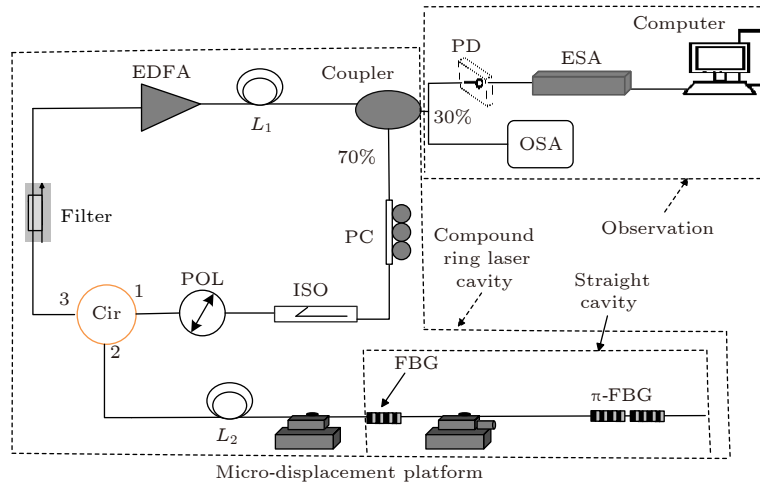 Computer
PD
ESA
EDFA
Coupler
L1
30%
OSA
70%
Filter
PC
Observation
Compound
ring laser
cavity
Straight
cavity
POL
ISO
3
Cir
1
2
FBG
π-FBG
L2
Micro-displacement platform